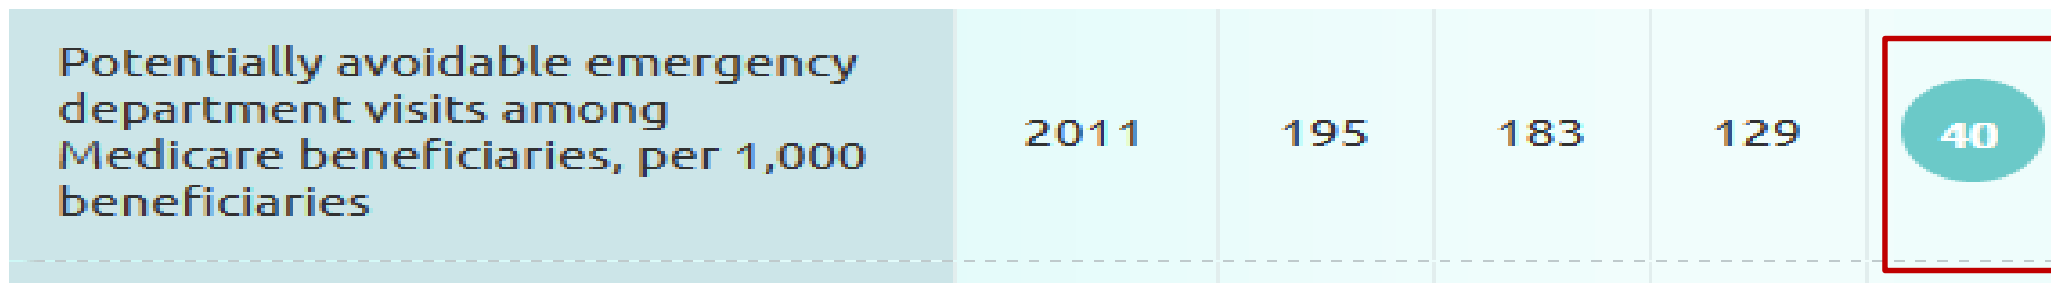 Potentially avoidable emergency
department visits among
Medicare beneficiaries, per 1,000
beneficiaries
2011 195 183 129 40